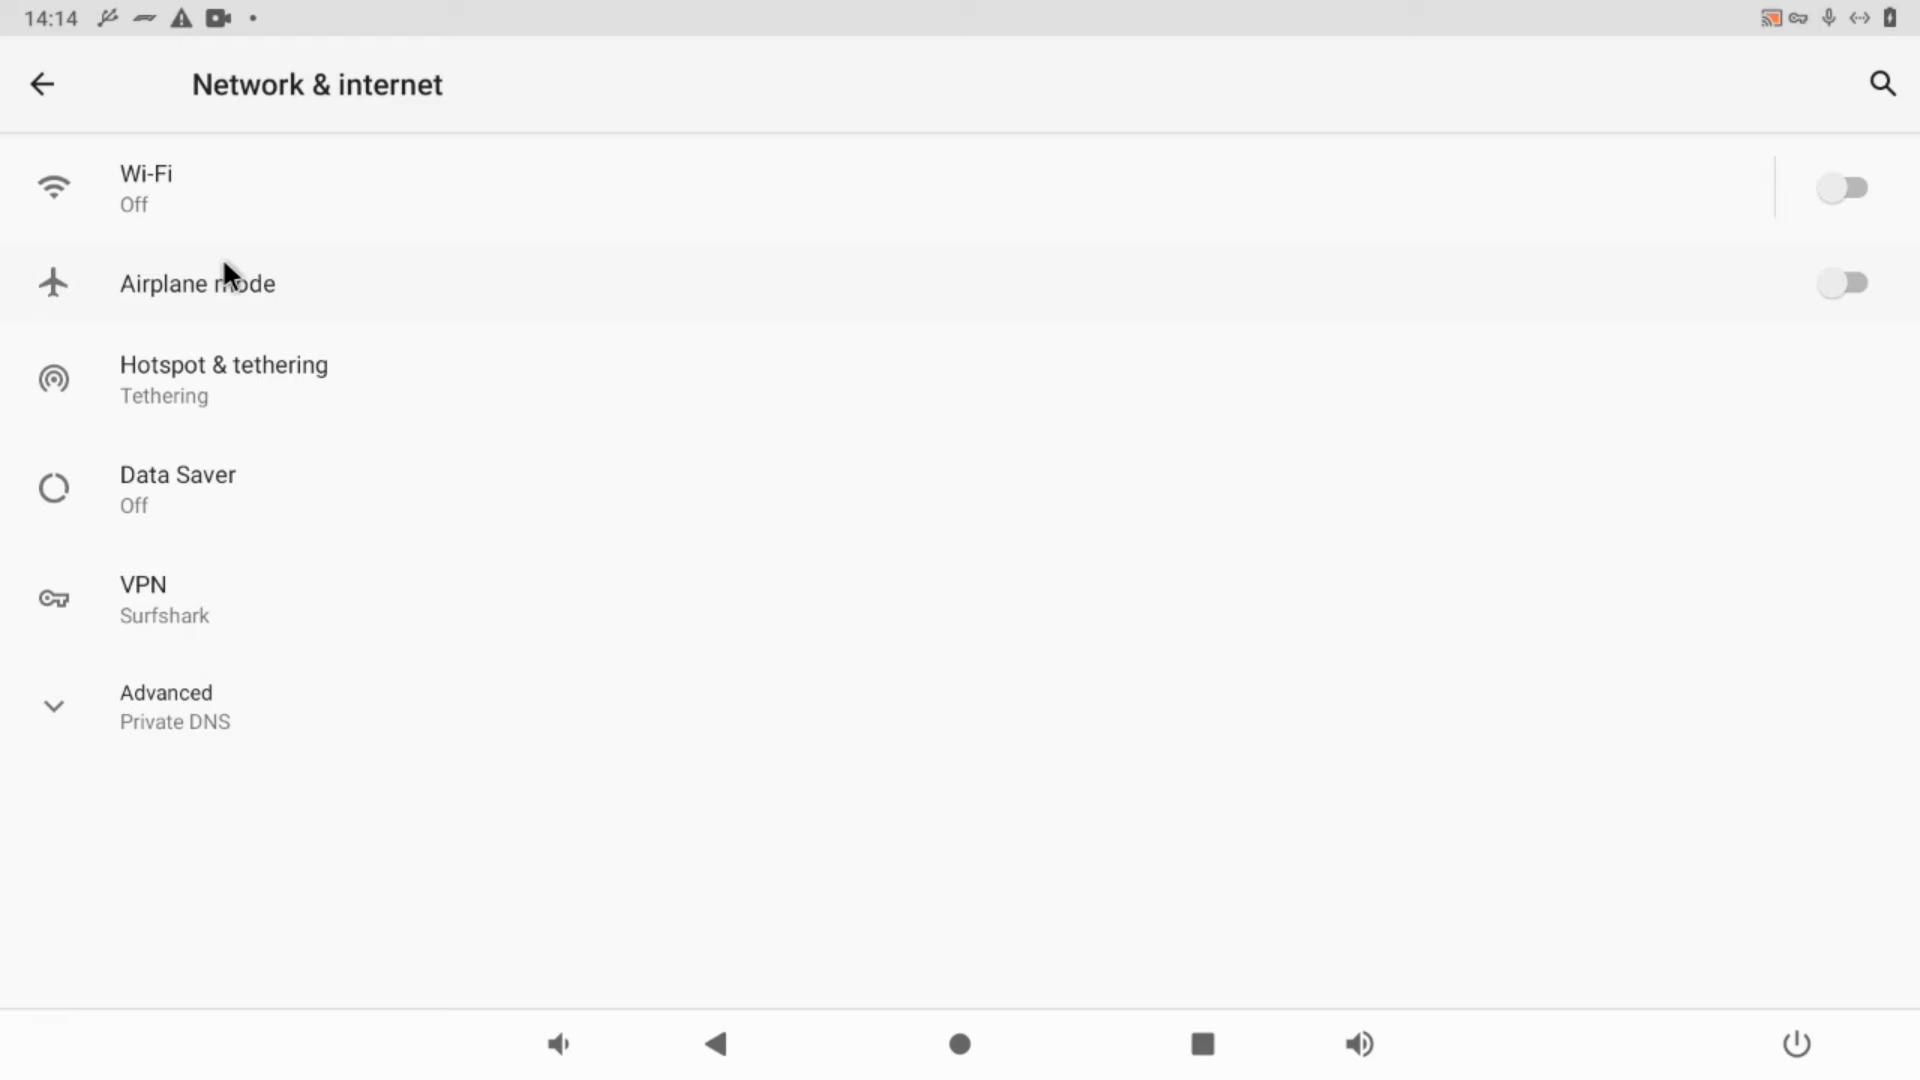 14:14
Network & internet
Wi-Fi
Off
Airplane mode
Hotspot & tethering
Tethering
Data Saver
Off
VPN
Surfshark
Advanced
Private DNS